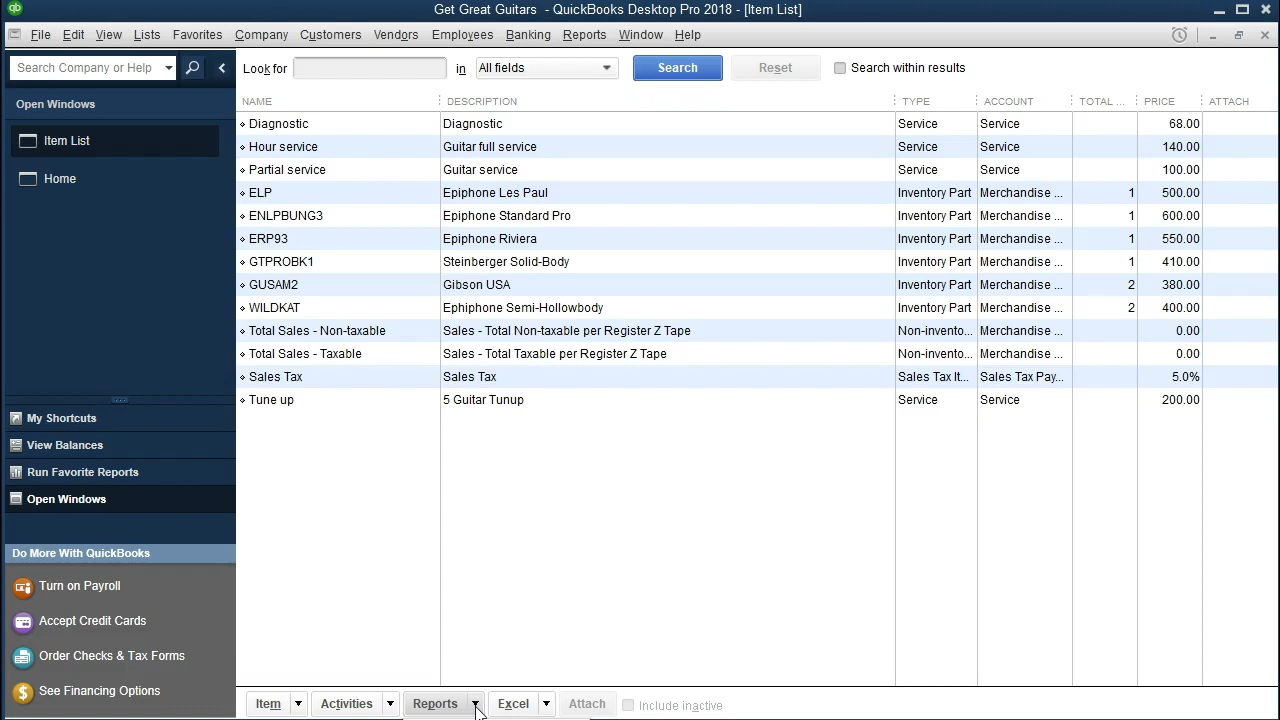 qb Get Great Guitars - QuickBooks Desktop Pro 2018 - [Item List]
File Edit View Lists Favorites Company Customers Vendors Employees Banking Reports Window Help
Search Company or Help
Look for in All fields Search Reset Search within results
Open Windows
Item List
Home
My Shortcuts
View Balances
Run Favorite Reports
Open Windows
Do More With QuickBooks
Turn on Payroll
Accept Credit Cards
Order Checks & Tax Forms
$ See Financing Options
NAME DESCRIPTION TYPE ACCOUNT TOTAL ... PRICE ATTACH
Diagnostic Diagnostic Service Service 68.00
Hour service Guitar full service Service Service 140.00
Partial service Guitar service Service Service 100.00
ELP Epiphone Les Paul Inventory Part Merchandise ... 1 500.00
ENLPBUNG3 Epiphone Standard Pro Inventory Part Merchandise ... 1 600.00
ERP93 Epiphone Riviera Inventory Part Merchandise ... 1 550.00
GTPROBK1 Steinberger Solid-Body Inventory Part Merchandise ... 1 410.00
GUSAM2 Gibson USA Inventory Part Merchandise ... 2 380.00
WILDKAT Ephiphone Semi-Hollowbody Inventory Part Merchandise ... 2 400.00
Total Sales - Non-taxable Sales - Total Non-taxable per Register Z Tape Non-invento... Merchandise ... 0.00
Total Sales - Taxable Sales - Total Taxable per Register Z Tape Non-invento... Merchandise ... 0.00
Sales Tax Sales Tax Sales Tax It... Sales Tax Pay... 5.0%
Tune up 5 Guitar Tunup Service Service 200.00
Item Activities Reports Excel Attach Include inactive